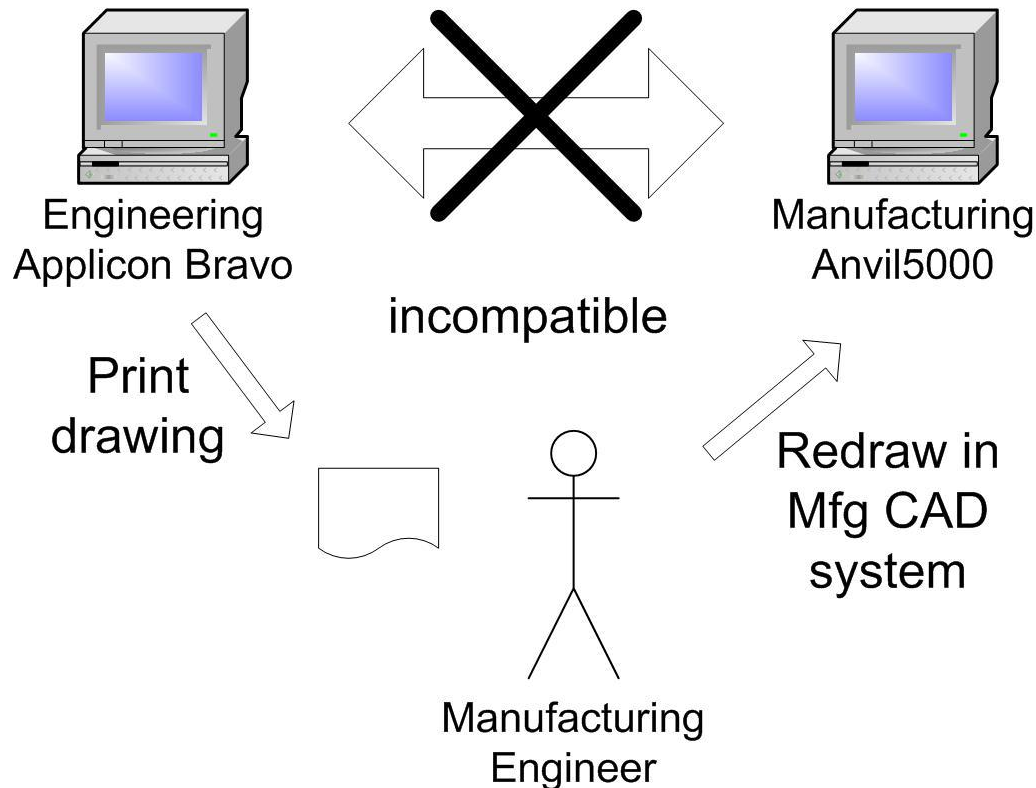 Engineering
Applicon Bravo
Manufacturing
Anvil5000
incompatible
Print
drawing
Redraw in
Mfg CAD
system
Manufacturing
Engineer